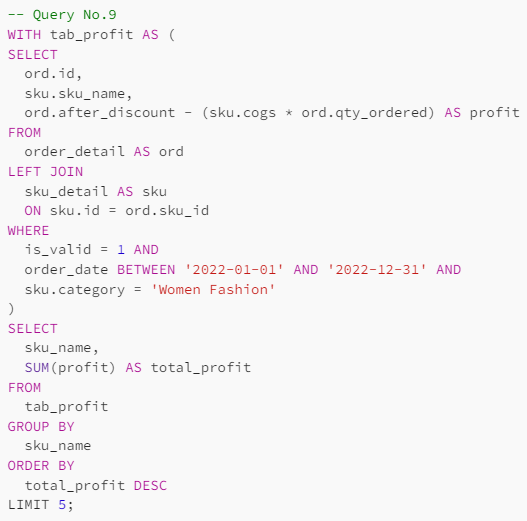 -- Query No.9
WITH tab_profit AS (
SELECT
  ord.id,
  sku.sku_name,
  ord.after_discount - (sku.cogs * ord.qty_ordered) AS profit
FROM
  order_detail AS ord
LEFT JOIN
  sku_detail AS sku
  ON sku.id = ord.sku_id
WHERE
  is_valid = 1 AND
  order_date BETWEEN '2022-01-01' AND '2022-12-31' AND
  sku.category = 'Women Fashion'
)
SELECT
  sku_name,
  SUM(profit) AS total_profit
FROM
  tab_profit
GROUP BY
  sku_name
ORDER BY
  total_profit DESC
LIMIT 5;